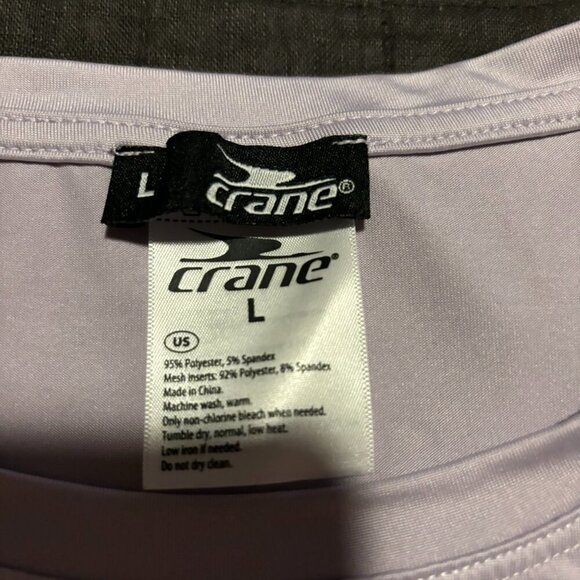 L crane®
crane®
L
US
95% Polyester, 5% Spandex
Mesh inserts: 92% Polyester, 8% Spandex
Made in China.
Machine wash, warm.
Only non-chlorine bleach when needed.
Tumble dry, normal, low heat.
Low iron if needed.
Do not dry clean.